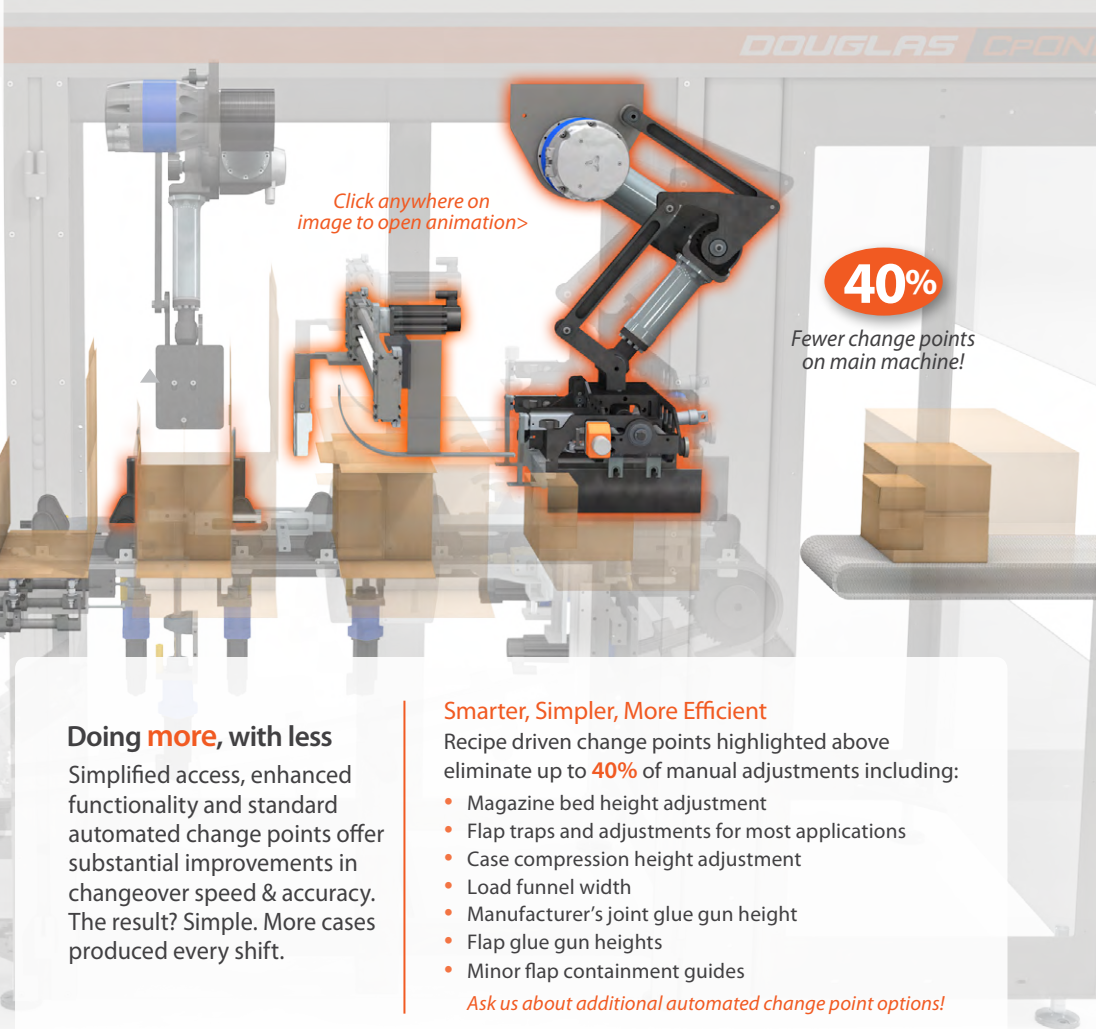 DOUGLAS CPON
Click anywhere on
image to open animation>
40%
Fewer change points
on main machine!
Doing more, with less
Simplified access, enhanced
functionality and standard
automated change points offer
substantial improvements in
changeover speed & accuracy.
The result? Simple. More cases
produced every shift.
Smarter, Simpler, More Efficient
Recipe driven change points highlighted above
eliminate up to 40% of manual adjustments including:
• Magazine bed height adjustment
• Flap traps and adjustments for most applications
• Case compression height adjustment
• Load funnel width
• Manufacturer’s joint glue gun height
• Flap glue gun heights
• Minor flap containment guides
Ask us about additional automated change point options!